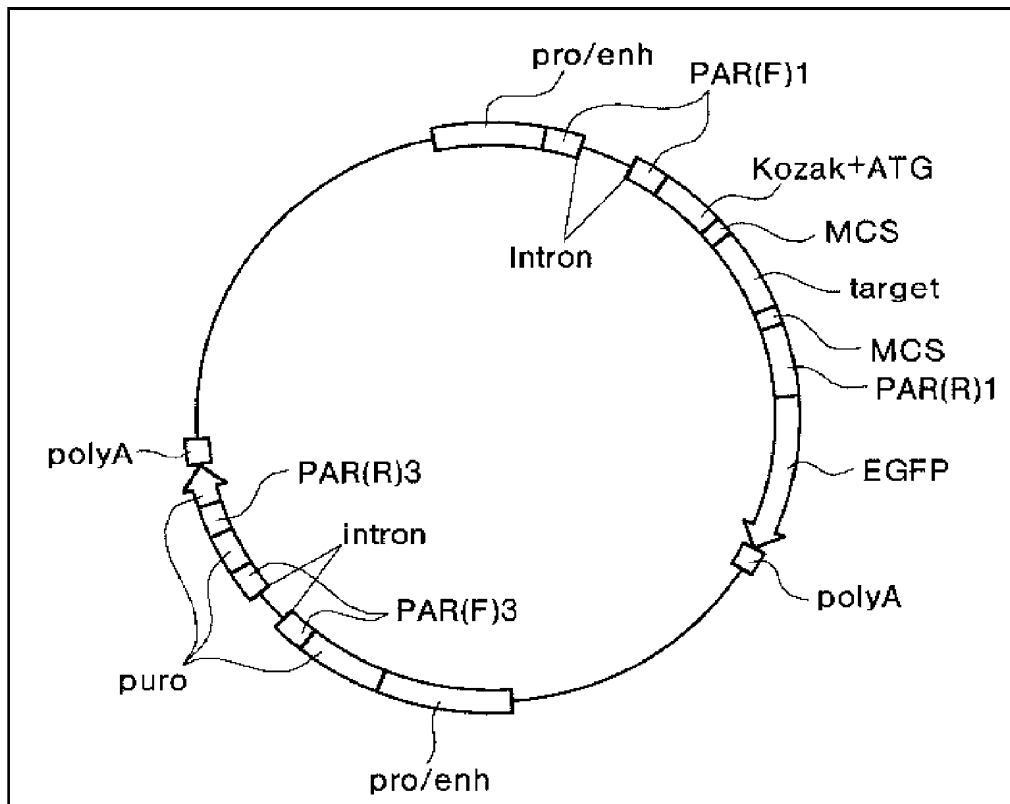 pro/enh
PAR(F)1
Kozak+ATG
MCS
Intron
target
MCS
PAR(R)1
polyA
PAR(R)3
EGFP
intron
polyA
PAR(F)3
puro
pro/enh